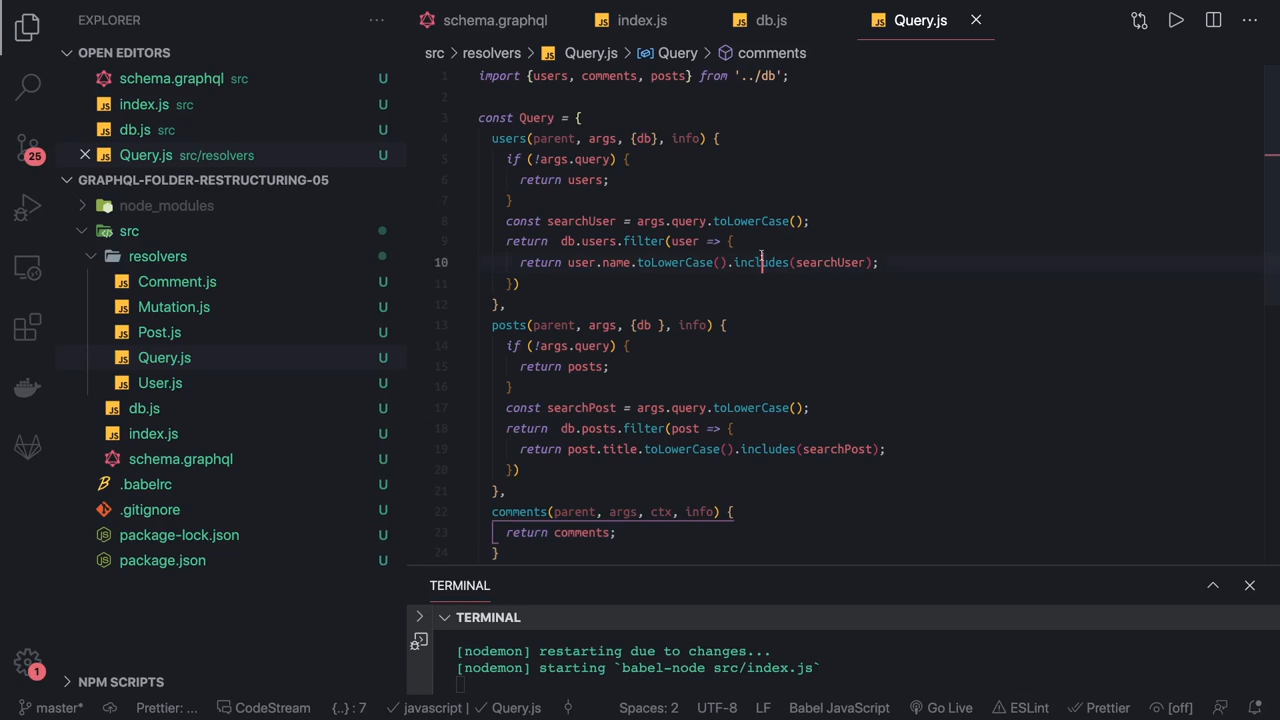 EXPLORER
OPEN EDITORS
schema.graphql src U
index.js src U
db.js src U
Query.js src/resolvers U
GRAPHQL-FOLDER-RESTRUCTURING-05
node_modules
src
resolvers
Comment.js U
Mutation.js U
Post.js U
Query.js U
User.js U
db.js U
index.js U
schema.graphql U
.babelrc U
.gitignore U
package-lock.json U
package.json U
NPM SCRIPTS
25
1
schema.graphql index.js db.js Query.js
src > resolvers > Query.js > Query > comments
1 import {users, comments, posts} from '../db';
2
3 const Query = {
4 users(parent, args, {db}, info) {
5 if (!args.query) {
6 return users;
7 }
8 const searchUser = args.query.toLowerCase();
9 return db.users.filter(user => {
10 return user.name.toLowerCase().includes(searchUser);
11 })
12 },
13 posts(parent, args, {db }, info) {
14 if (!args.query) {
15 return posts;
16 }
17 const searchPost = args.query.toLowerCase();
18 return db.posts.filter(post => {
19 return post.title.toLowerCase().includes(searchPost);
20 })
21 },
22 comments(parent, args, ctx, info) {
23 return comments;
24 }
TERMINAL
TERMINAL
[nodemon] restarting due to changes...
[nodemon] starting `babel-node src/index.js`
master* Prettier: ... CodeStream {..} : 7 javascript | Query.js Spaces: 2 UTF-8 LF Babel JavaScript Go Live ESLint Prettier [off]